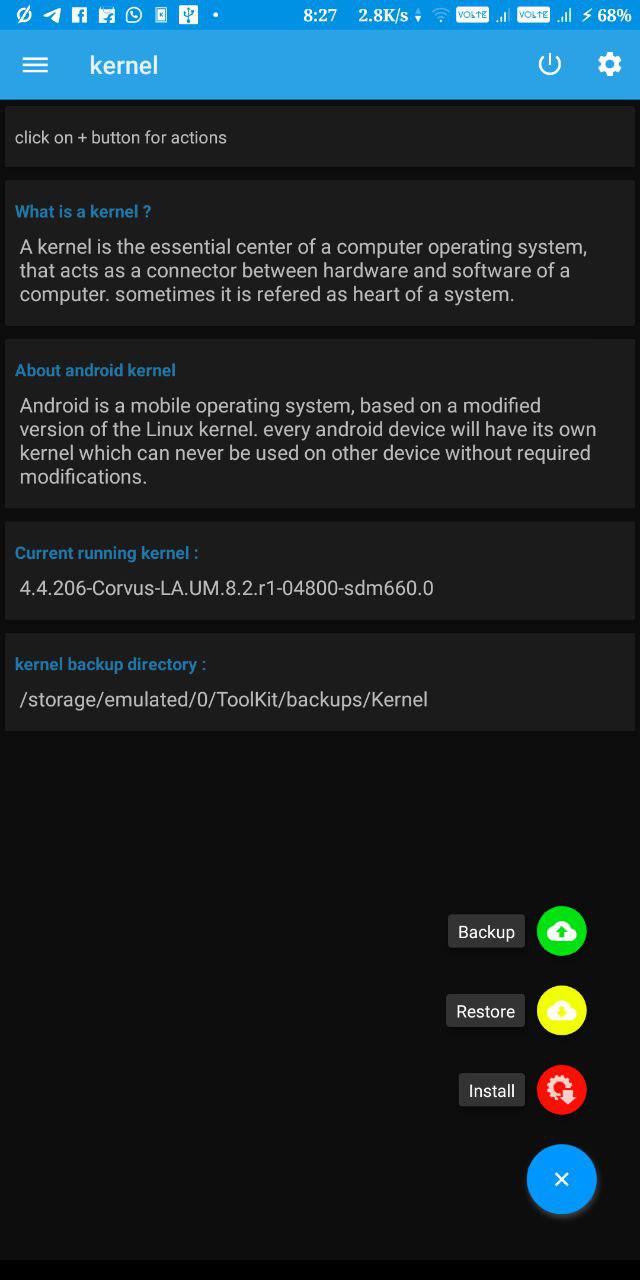 8:27 2.8K/s VOLTE VOLTE 68%
kernel
click on + button for actions
What is a kernel ?
A kernel is the essential center of a computer operating system,
that acts as a connector between hardware and software of a
computer. sometimes it is refered as heart of a system.
About android kernel
Android is a mobile operating system, based on a modified
version of the Linux kernel. every android device will have its own
kernel which can never be used on other device without required
modifications.
Current running kernel :
4.4.206-Corvus-LA.UM.8.2.r1-04800-sdm660.0
kernel backup directory :
/storage/emulated/0/ToolKit/backups/Kernel
Backup
Restore
Install